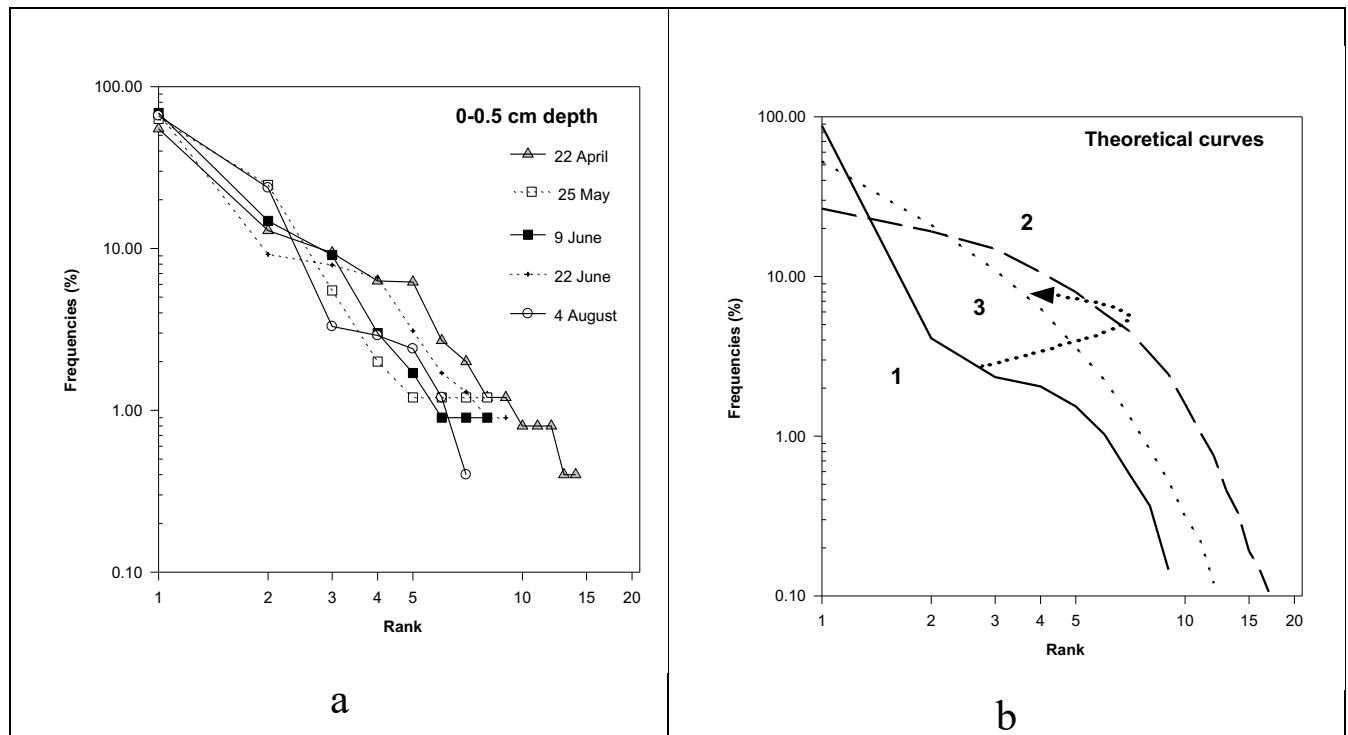 0-0.5 cm depth
22 April
25 May
9 June
22 June
4 August
Frequencies (%)
100.00
10.00
1.00
0.10
1 2 3 4 5 10 15 20
Rank
a
Theoretical curves
Frequencies (%)
100.00
10.00
1.00
0.10
1
2
3
1 2 3 4 5 10 15 20
Rank
b